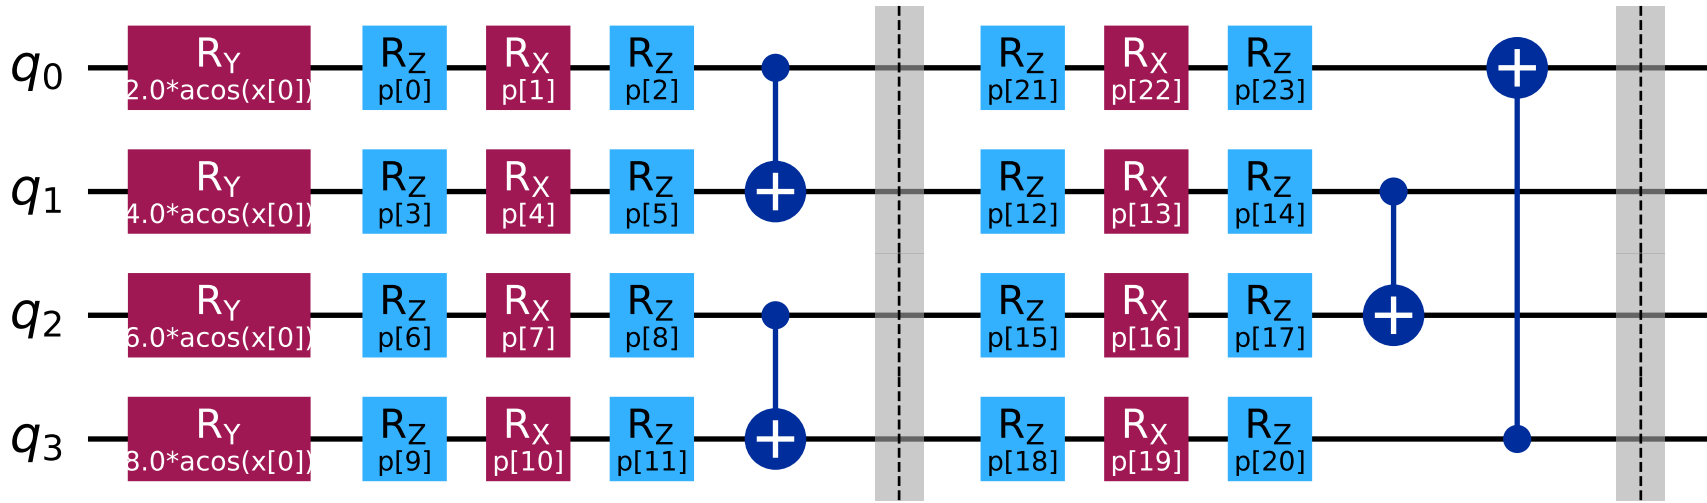 q0 RY 2.0*acos(x[0]) RZ p[0] RX p[1] RZ p[2] RZ p[21] RX p[22] RZ p[23]
q1 RY 4.0*acos(x[0]) RZ p[3] RX p[4] RZ p[5] RZ p[12] RX p[13] RZ p[14]
q2 RY 6.0*acos(x[0]) RZ p[6] RX p[7] RZ p[8] RZ p[15] RX p[16] RZ p[17]
q3 RY 8.0*acos(x[0]) RZ p[9] RX p[10] RZ p[11] RZ p[18] RX p[19] RZ p[20]